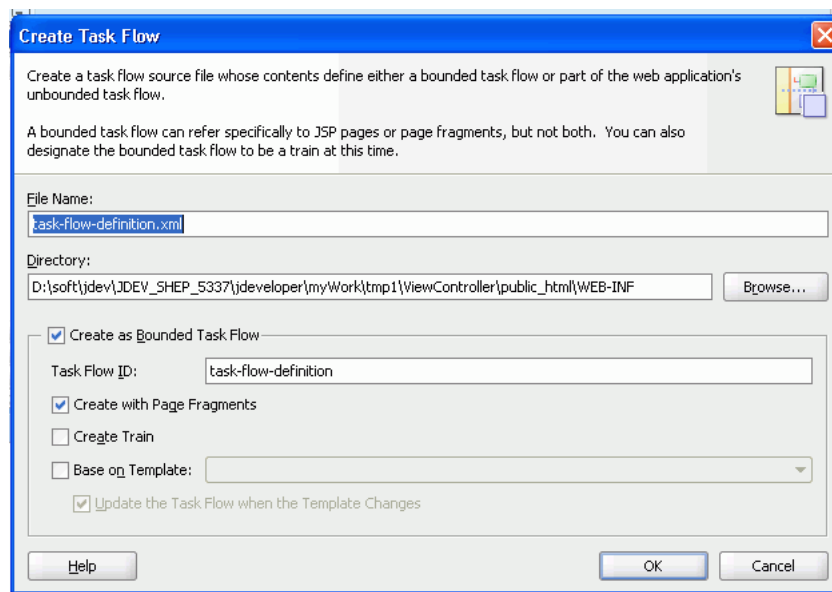 Create Task Flow
Create a task flow source file whose contents define either a bounded task flow or part of the web application's
unbounded task flow.
A bounded task flow can refer specifically to JSP pages or page fragments, but not both. You can also
designate the bounded task flow to be a train at this time.
File Name:
task-flow-definition.xml
Directory:
D:\soft\jdev\JDEV_SHEP_5337\jdeveloper\myWork\tmp1\ViewController\public_html\WEB-INF
Browse...
Create as Bounded Task Flow
Task Flow ID:
task-flow-definition
Create with Page Fragments
Create Train
Base on Template:
Update the Task Flow when the Template Changes
Help
OK
Cancel